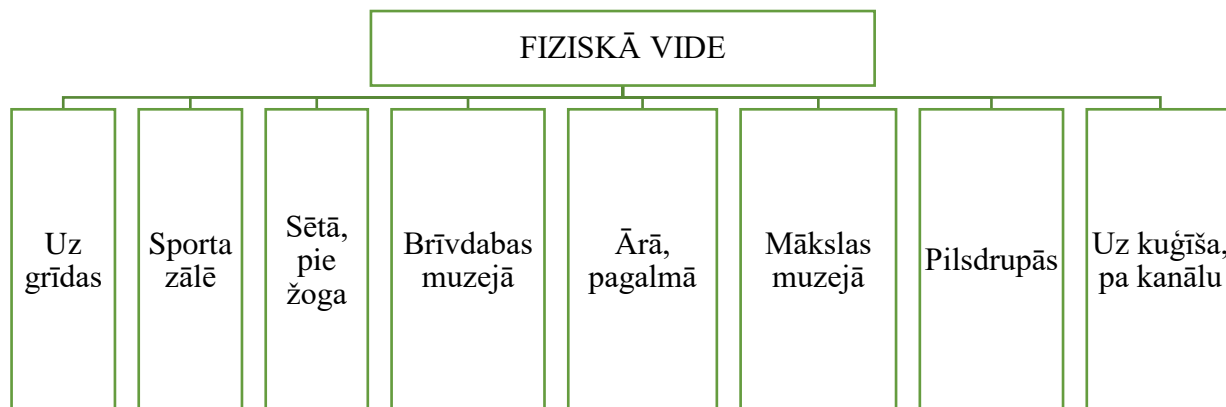 FIZISKĀ VIDE
Uz
grīdas
Sporta
zālē
Sētā,
pie
žoga
Brīvdabas
muzejā
Ārā,
pagalmā
Mākslas
muzejā
Pilsdrupās
Uz kuģīša,
pa kanālu